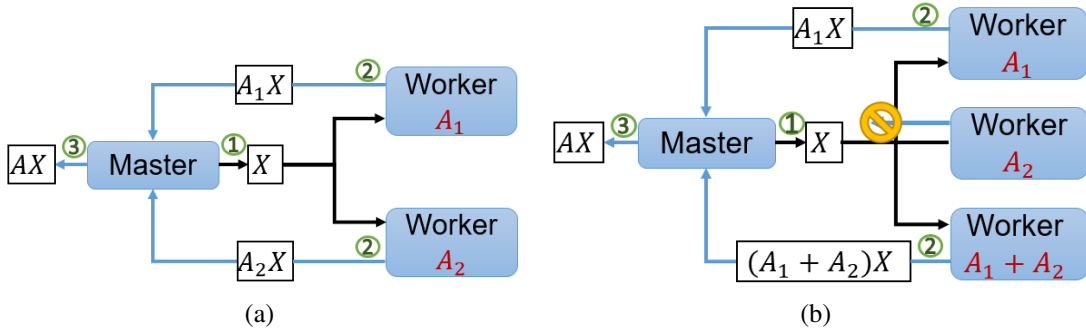 ② Worker
A₁X
A₁
③ ①
AX Master X
Worker
② A₂
A₂X
(a)
② Worker
A₁X
A₁
③ ① Worker
AX Master X
A₂
Worker
②
(A₁ + A₂)X A₁ + A₂
(b)